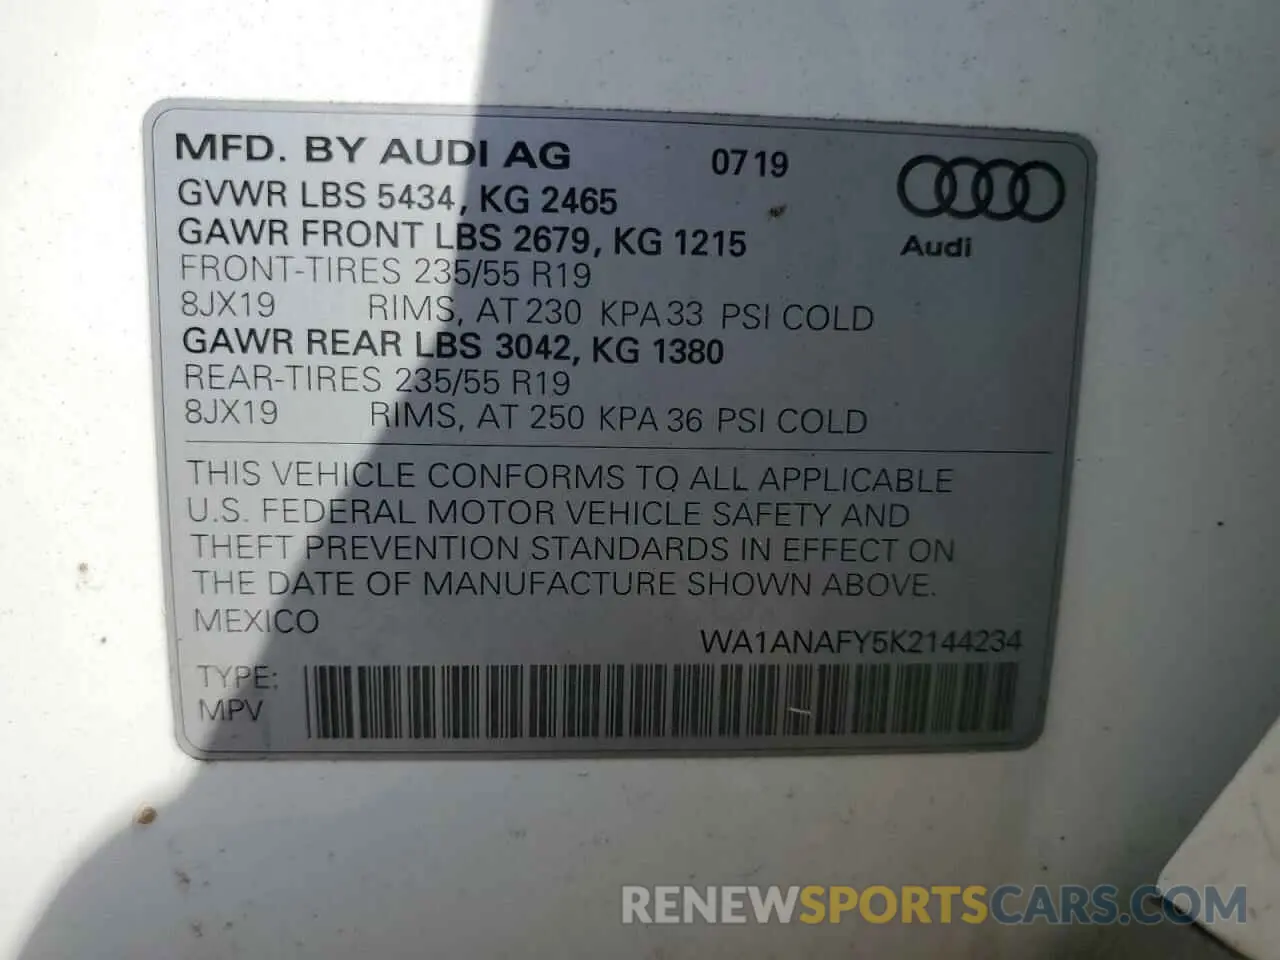 MFD. BY AUDI AG 0719
GVWR LBS 5434, KG 2465
GAWR FRONT LBS 2679, KG 1215
Audi
FRONT-TIRES 235/55 R19
8JX19 RIMS, AT 230 KPA 33 PSI COLD
GAWR REAR LBS 3042, KG 1380
REAR-TIRES 235/55 R19
8JX19 RIMS, AT 250 KPA 36 PSI COLD
THIS VEHICLE CONFORMS TO ALL APPLICABLE
U.S. FEDERAL MOTOR VEHICLE SAFETY AND
THEFT PREVENTION STANDARDS IN EFFECT ON
THE DATE OF MANUFACTURE SHOWN ABOVE.
MEXICO
WA1ANAFY5K2144234
TYPE:
MPV
RENEWSPORTSCARS.COM